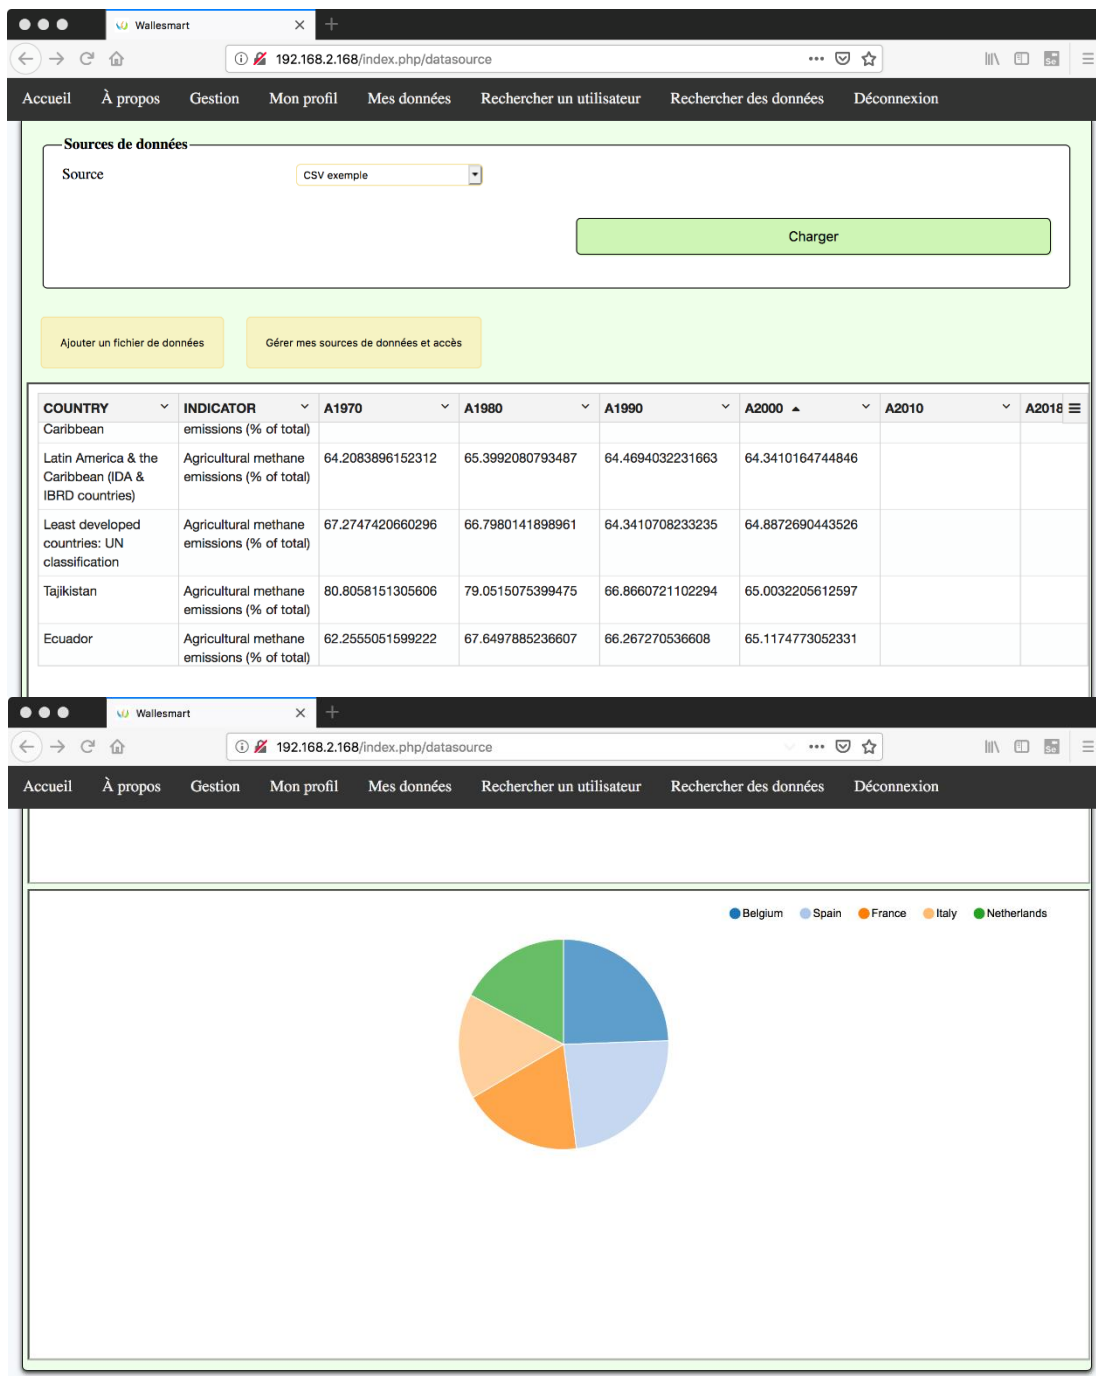 Wallesmart
192.168.2.168/index.php/datasource
Accueil À propos Gestion Mon profil Mes données Rechercher un utilisateur Rechercher des données Déconnexion
Sources de données
Source CSV exemple
Charger
Ajouter un fichier de données Gérer mes sources de données et accès
COUNTRY INDICATOR A1970 A1980 A1990 A2000 A2010 A2018
Caribbean emissions (% of total)
Latin America & the Agricultural methane 64.2083896152312 65.3992080793487 64.4694032231663 64.3410164744846
Caribbean (IDA & emissions (% of total)
IBRD countries)
Least developed Agricultural methane 67.2747420660296 66.7980141898961 64.3410708233235 64.8872690443526
countries: UN emissions (% of total)
classification
Tajikistan Agricultural methane 80.8058151305606 79.0515075399475 66.8660721102294 65.0032205612597
emissions (% of total)
Ecuador Agricultural methane 62.2555051599222 67.6497885236607 66.267270536608 65.1174773052331
emissions (% of total)
Wallesmart
192.168.2.168/index.php/datasource
Accueil À propos Gestion Mon profil Mes données Rechercher un utilisateur Rechercher des données Déconnexion
Belgium Spain France Italy Netherlands